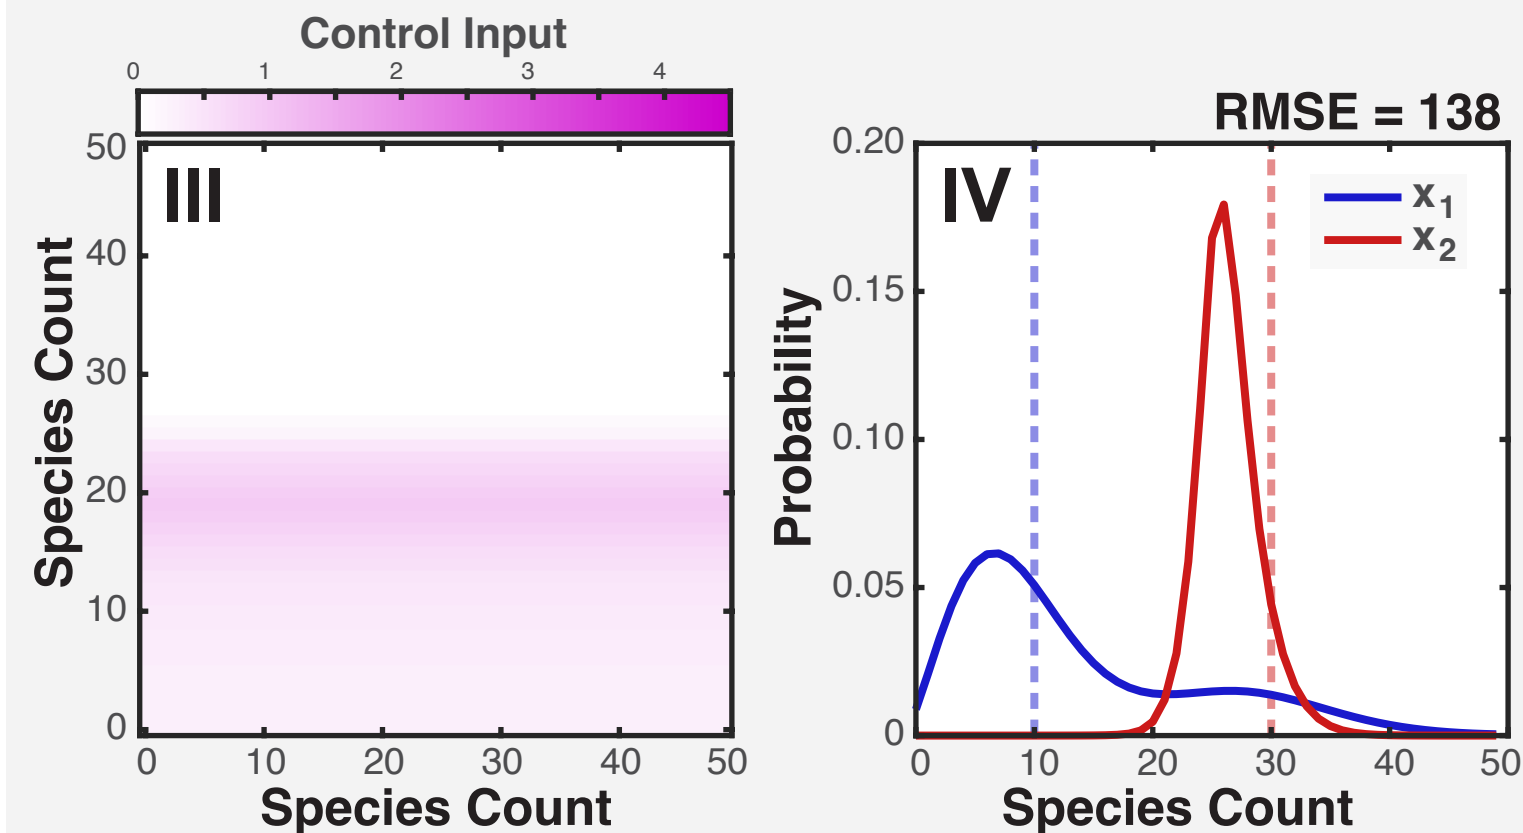 Control Input
0 1 2 3 4
III
Species Count
50
40
30
20
10
0
0 10 20 30 40 50
Species Count
RMSE = 138
IV
x1
x2
Probability
0.20
0.15
0.10
0.05
0
0 10 20 30 40 50
Species Count